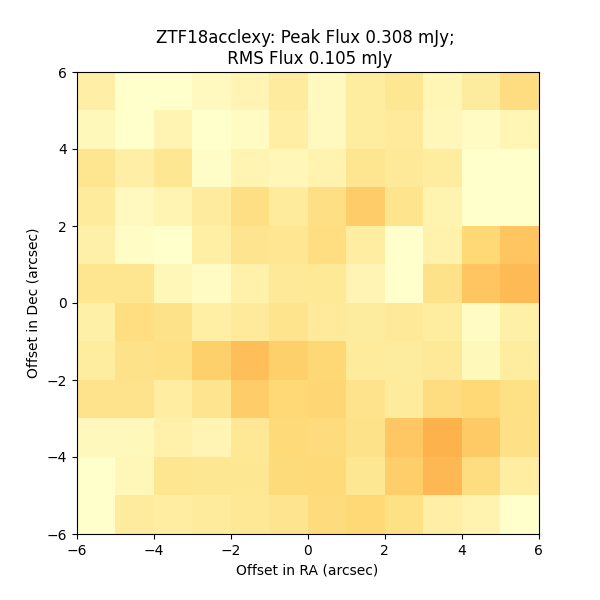 ZTF18acclexy: Peak Flux 0.308 mJy;
RMS Flux 0.105 mJy
6
4
2
0
−2
−4
−6
Offset in Dec (arcsec)
−6 −4 −2 0 2 4 6
Offset in RA (arcsec)